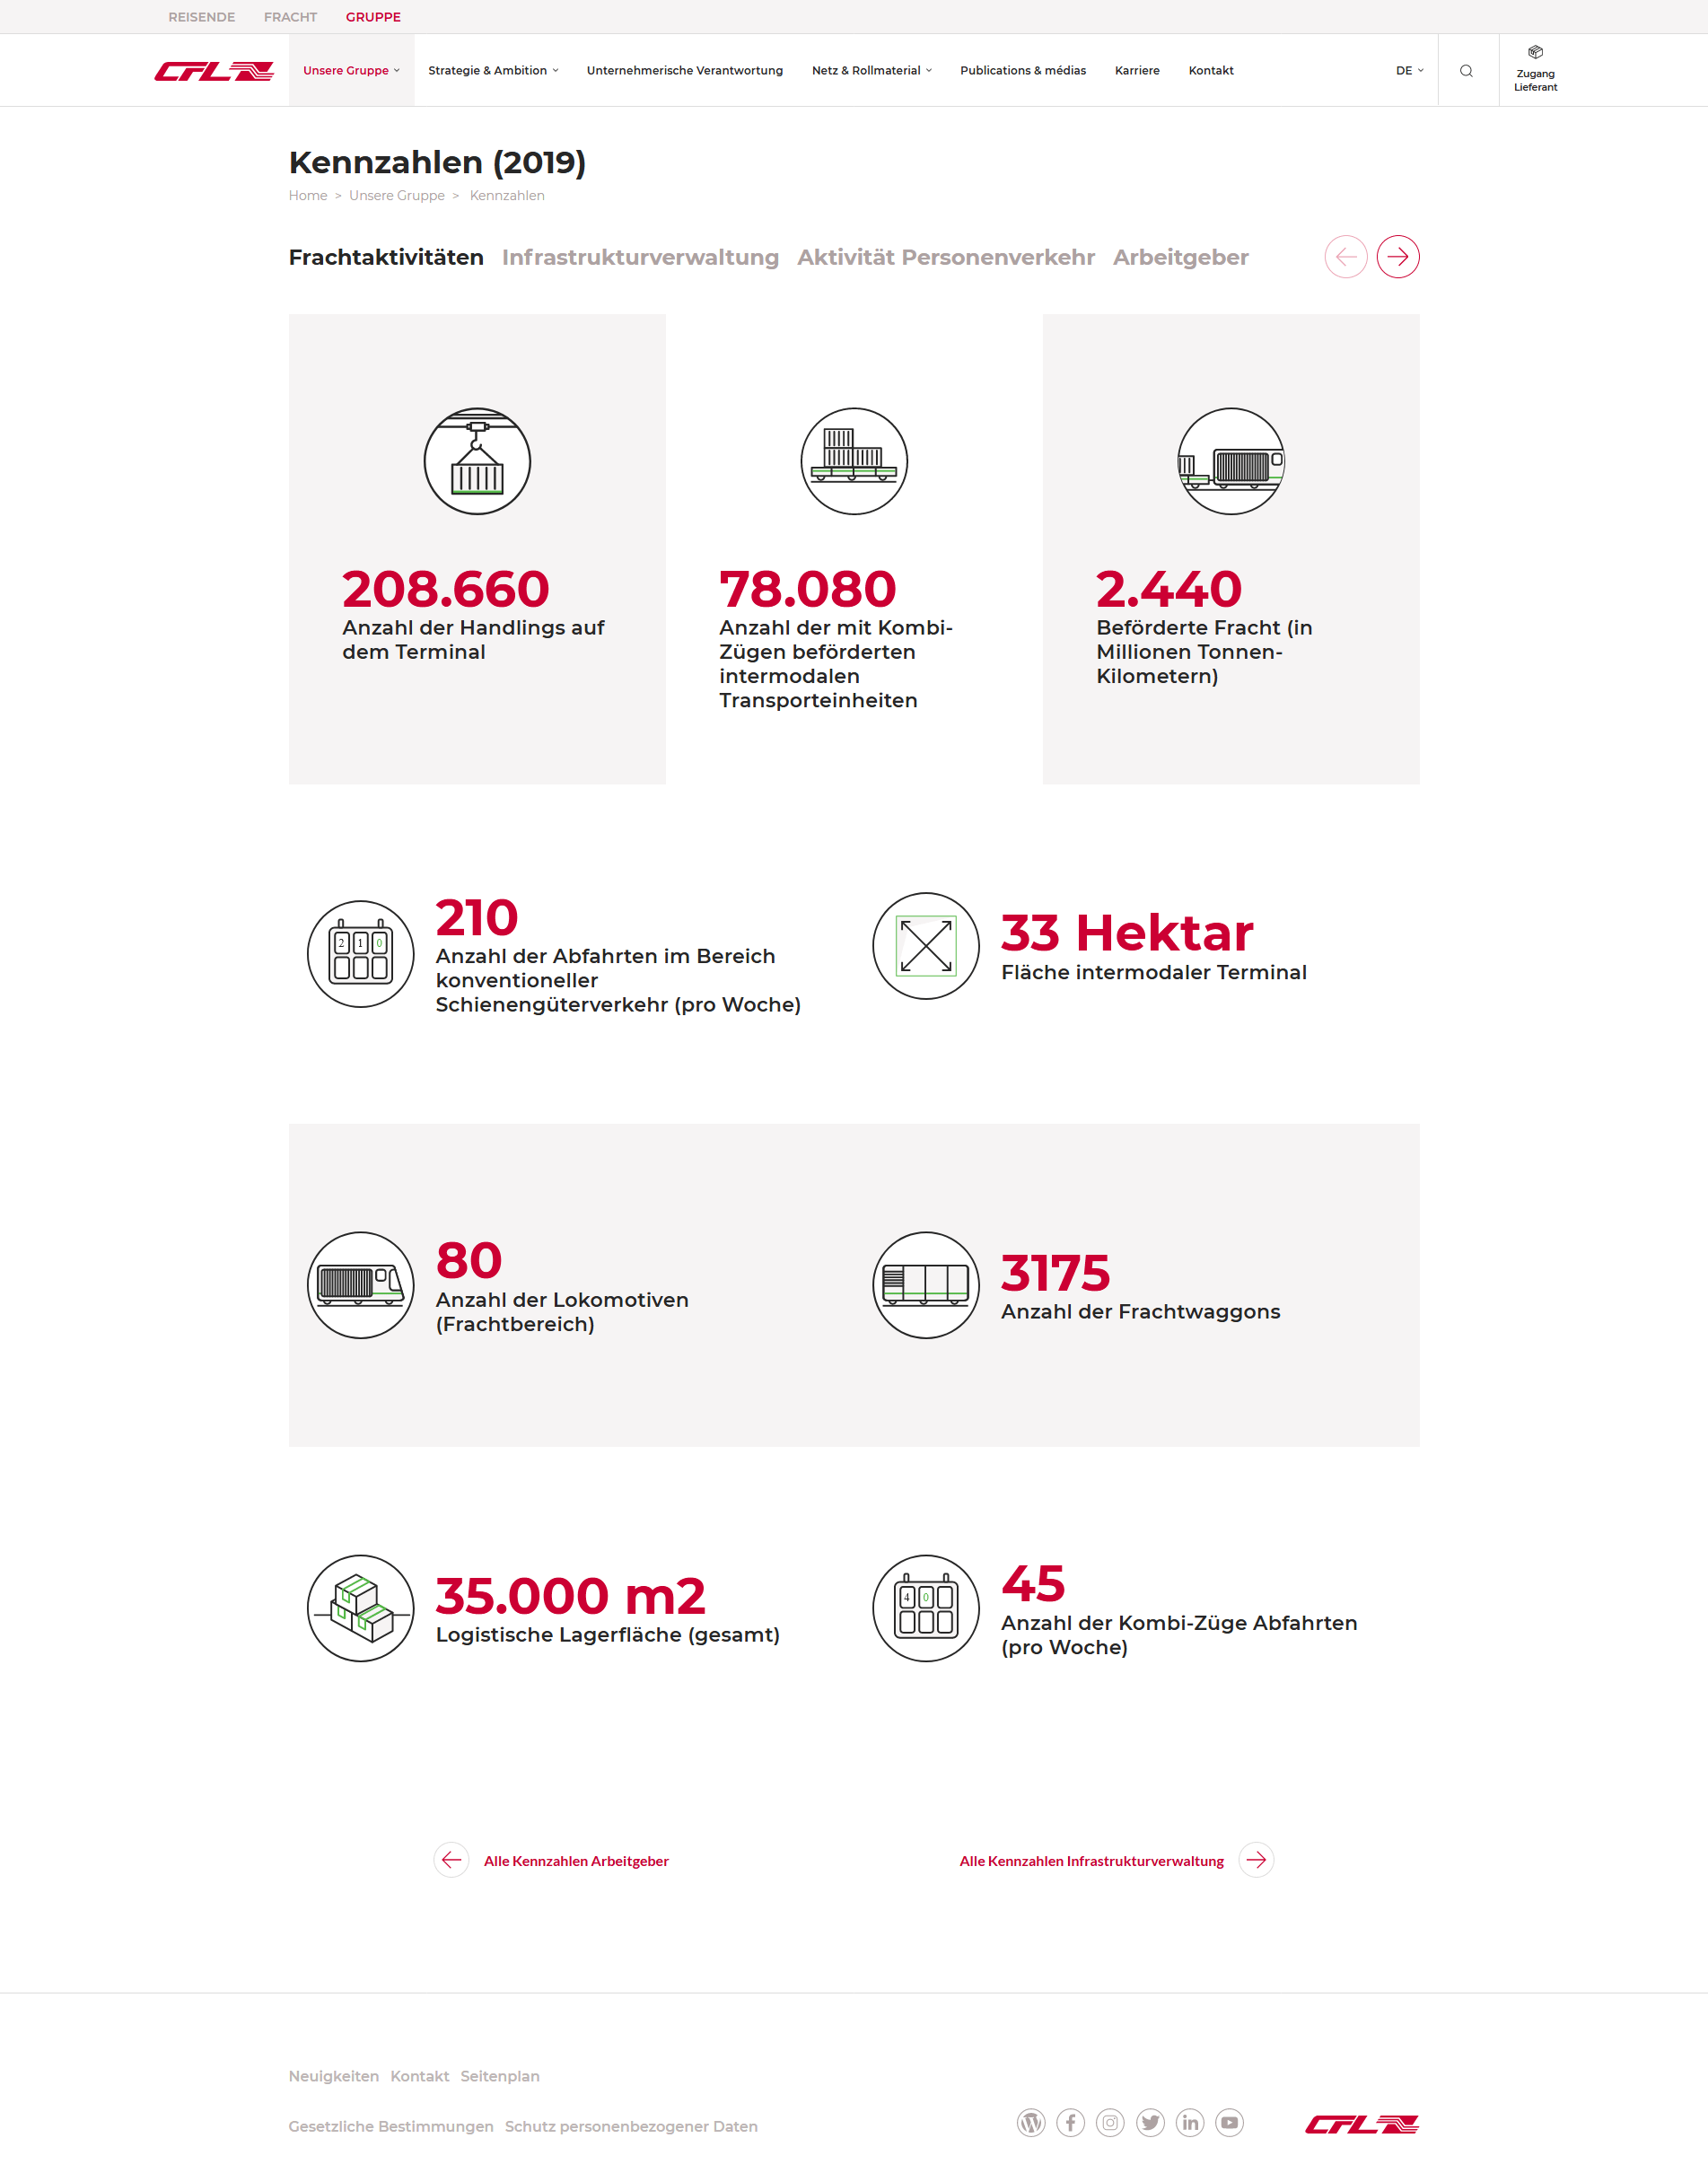 REISENDE FRACHT GRUPPE
CFL Unsere Gruppe Strategie & Ambition Unternehmerische Verantwortung Netz & Rollmaterial Publications & médias Karriere Kontakt DE Zugang
Lieferant
Kennzahlen (2019)
Home > Unsere Gruppe > Kennzahlen
Frachtaktivitäten Infrastrukturverwaltung Aktivität Personenverkehr Arbeitgeber
208.660
Anzahl der Handlings auf
dem Terminal
78.080
Anzahl der mit Kombi-
Zügen beförderten
intermodalen
Transporteinheiten
2.440
Beförderte Fracht (in
Millionen Tonnen-
Kilometern)
2 1 0
210
Anzahl der Abfahrten im Bereich
konventioneller
Schienengüterverkehr (pro Woche)
33 Hektar
Fläche intermodaler Terminal
80
Anzahl der Lokomotiven
(Frachtbereich)
3175
Anzahl der Frachtwaggons
35.000 m2
Logistische Lagerfläche (gesamt)
4 0
45
Anzahl der Kombi-Züge Abfahrten
(pro Woche)
Alle Kennzahlen Arbeitgeber Alle Kennzahlen Infrastrukturverwaltung
Neuigkeiten Kontakt Seitenplan
Gesetzliche Bestimmungen Schutz personenbezogener Daten
CFL